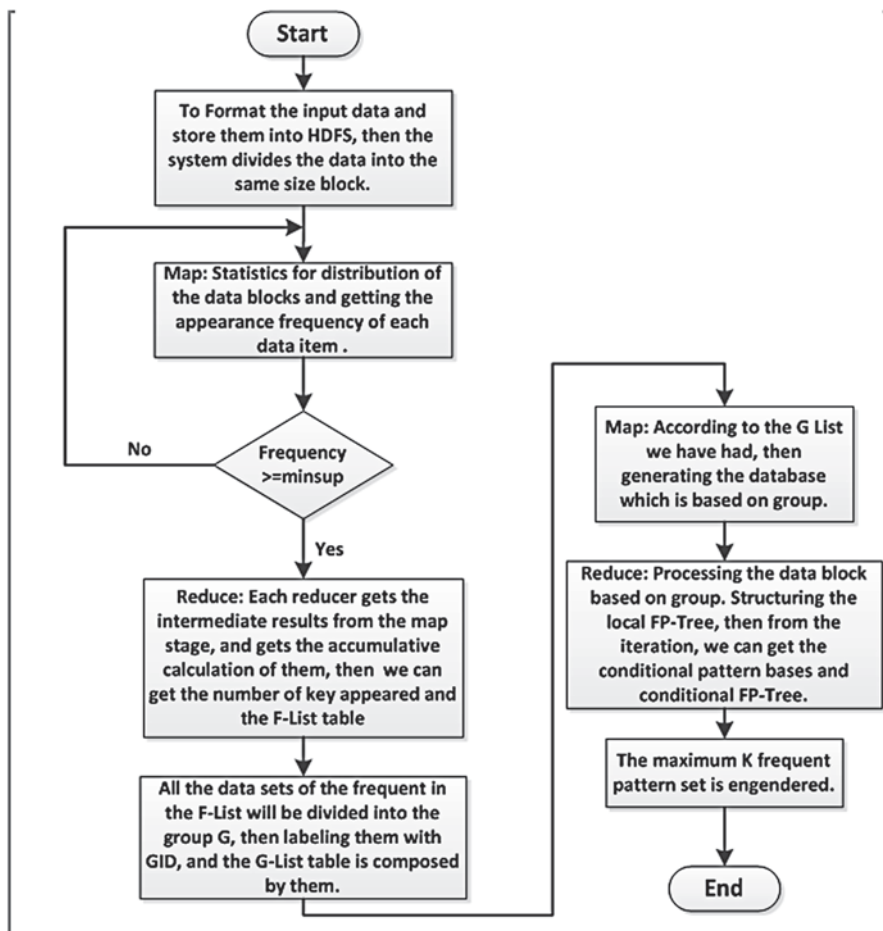 Start
To Format the input data and
store them into HDFS, then the
system divides the data into the
same size block.
Map: Statistics for distribution of
the data blocks and getting the
appearance frequency of each
data item .
Frequency
>=minsup
No
Yes
Reduce: Each reducer gets the
intermediate results from the map
stage, and gets the accumulative
calculation of them, then we can
get the number of key appeared and
the F-List table
All the data sets of the frequent in
the F-List will be divided into the
group G, then labeling them with
GID, and the G-List table is composed
by them.
Map: According to the G List
we have had, then
generating the database
which is based on group.
Reduce: Processing the data block
based on group. Structuring the
local FP-Tree, then from the
iteration, we can get the
conditional pattern bases and
conditional FP-Tree.
The maximum K frequent
pattern set is engendered.
End